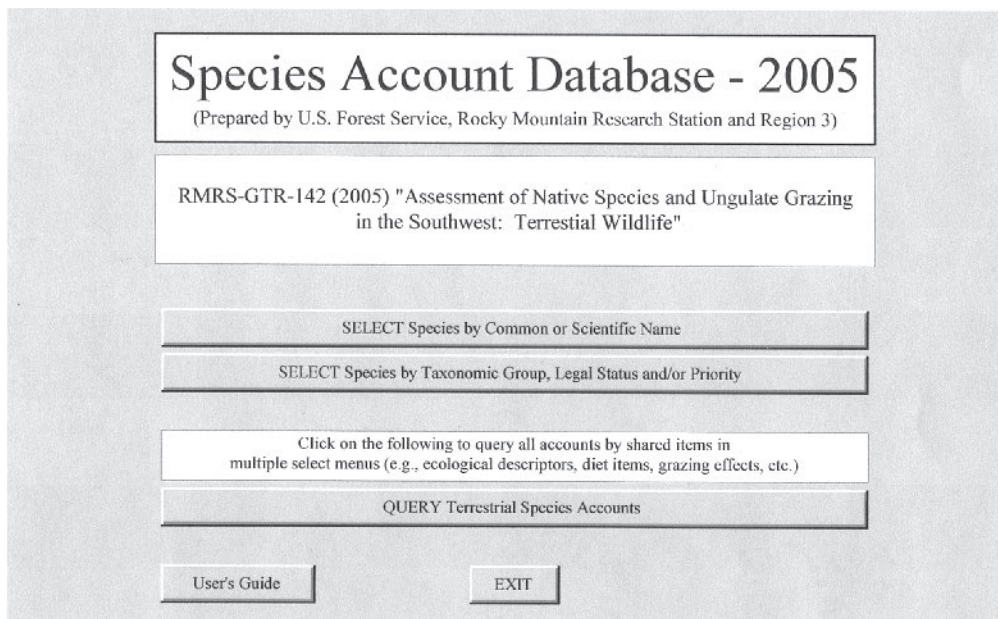 Species Account Database - 2005
(Prepared by U.S. Forest Service, Rocky Mountain Research Station and Region 3)
RMRS-GTR-142 (2005) "Assessment of Native Species and Ungulate Grazing
in the Southwest: Terrestial Wildlife"
SELECT Species by Common or Scientific Name
SELECT Species by Taxonomic Group, Legal Status and/or Priority
Click on the following to query all accounts by shared items in
multiple select menus (e.g., ecological descriptors, diet items, grazing effects, etc.)
QUERY Terrestrial Species Accounts
User's Guide
EXIT